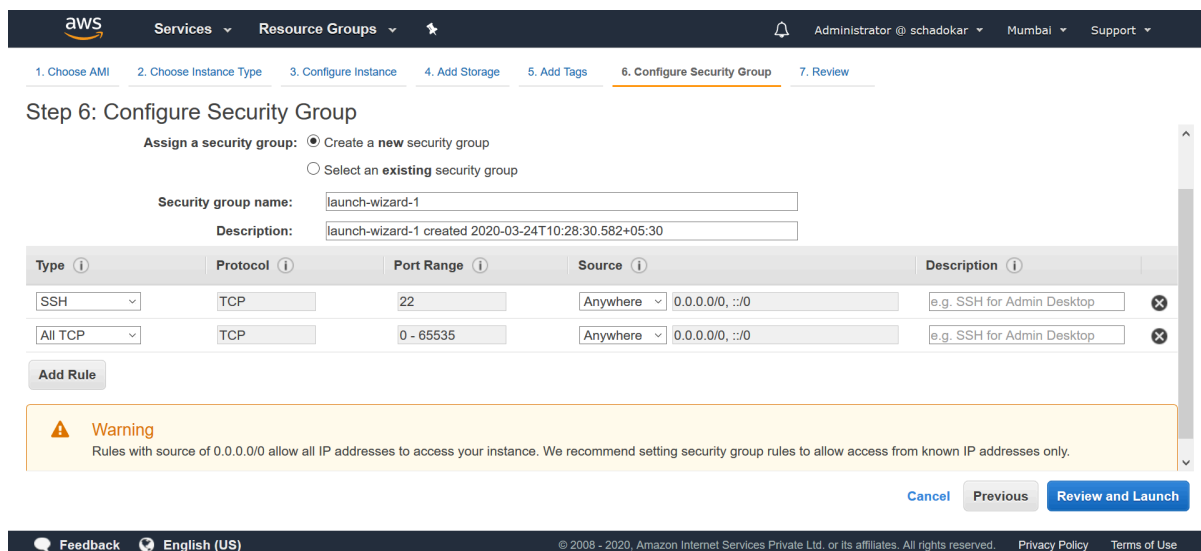 aws Services Resource Groups Administrator @ schadokar Mumbai Support
1. Choose AMI 2. Choose Instance Type 3. Configure Instance 4. Add Storage 5. Add Tags 6. Configure Security Group 7. Review
Step 6: Configure Security Group
Assign a security group: Create a new security group
Select an existing security group
Security group name: launch-wizard-1
Description: launch-wizard-1 created 2020-03-24T10:28:30.582+05:30
Type i Protocol i Port Range i Source i Description i
SSH TCP 22 Anywhere 0.0.0.0/0, ::/0 e.g. SSH for Admin Desktop
All TCP TCP 0 - 65535 Anywhere 0.0.0.0/0, ::/0 e.g. SSH for Admin Desktop
Add Rule
Warning
Rules with source of 0.0.0.0/0 allow all IP addresses to access your instance. We recommend setting security group rules to allow access from known IP addresses only.
Cancel Previous Review and Launch
Feedback English (US) © 2008 - 2020, Amazon Internet Services Private Ltd. or its affiliates. All rights reserved. Privacy Policy Terms of Use